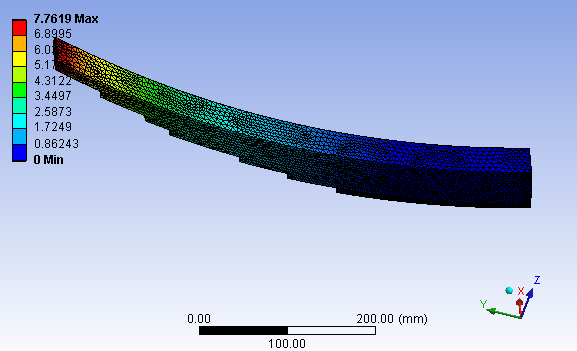 7.7619 Max
6.8995
4.3122
3.4497
2.5873
1.7249
0.86243
0 Min
0.00
200.00 (mm)
100.00
Z
X
Y